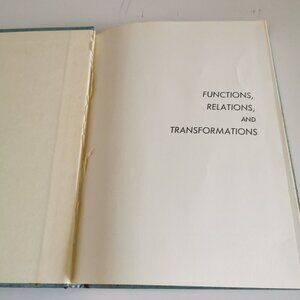 FUNCTIONS,
RELATIONS,
AND
TRANSFORMATIONS